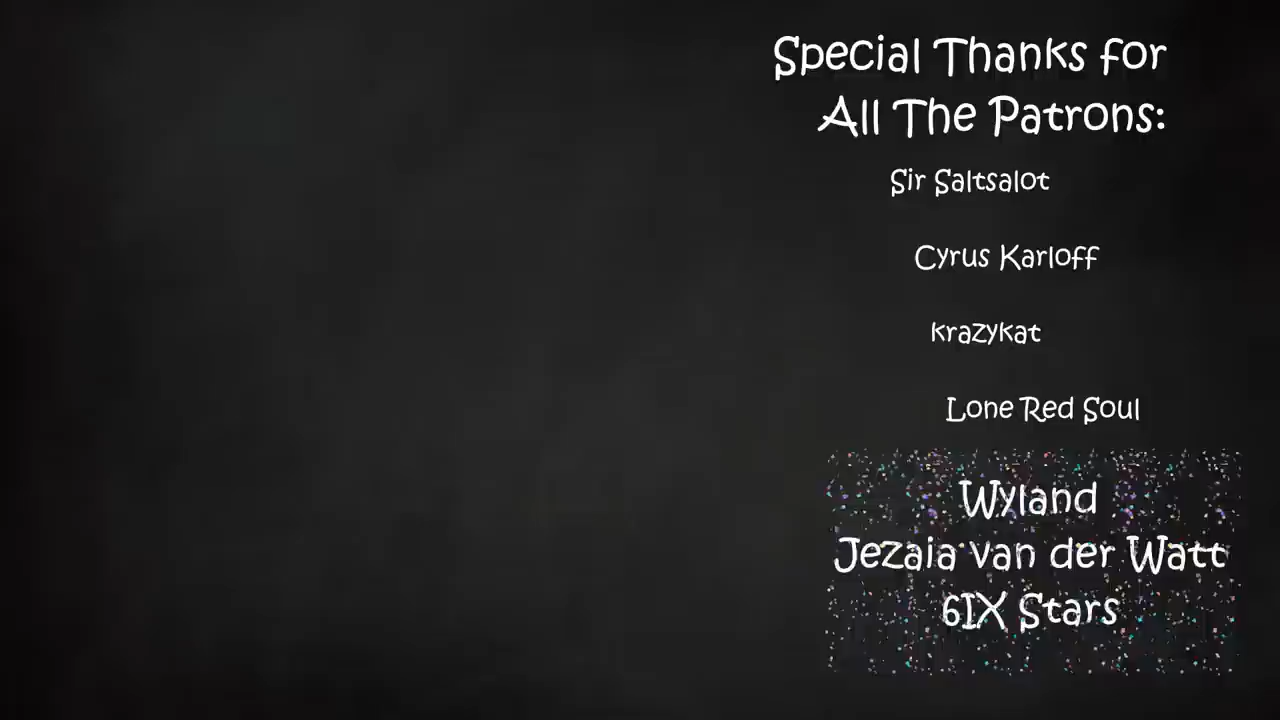 Special Thanks for
All The Patrons:
Sir Saltsalot
Cyrus Karloff
krazykat
Lone Red Soul
Wyland
Jezaia van der Watt
6IX Stars